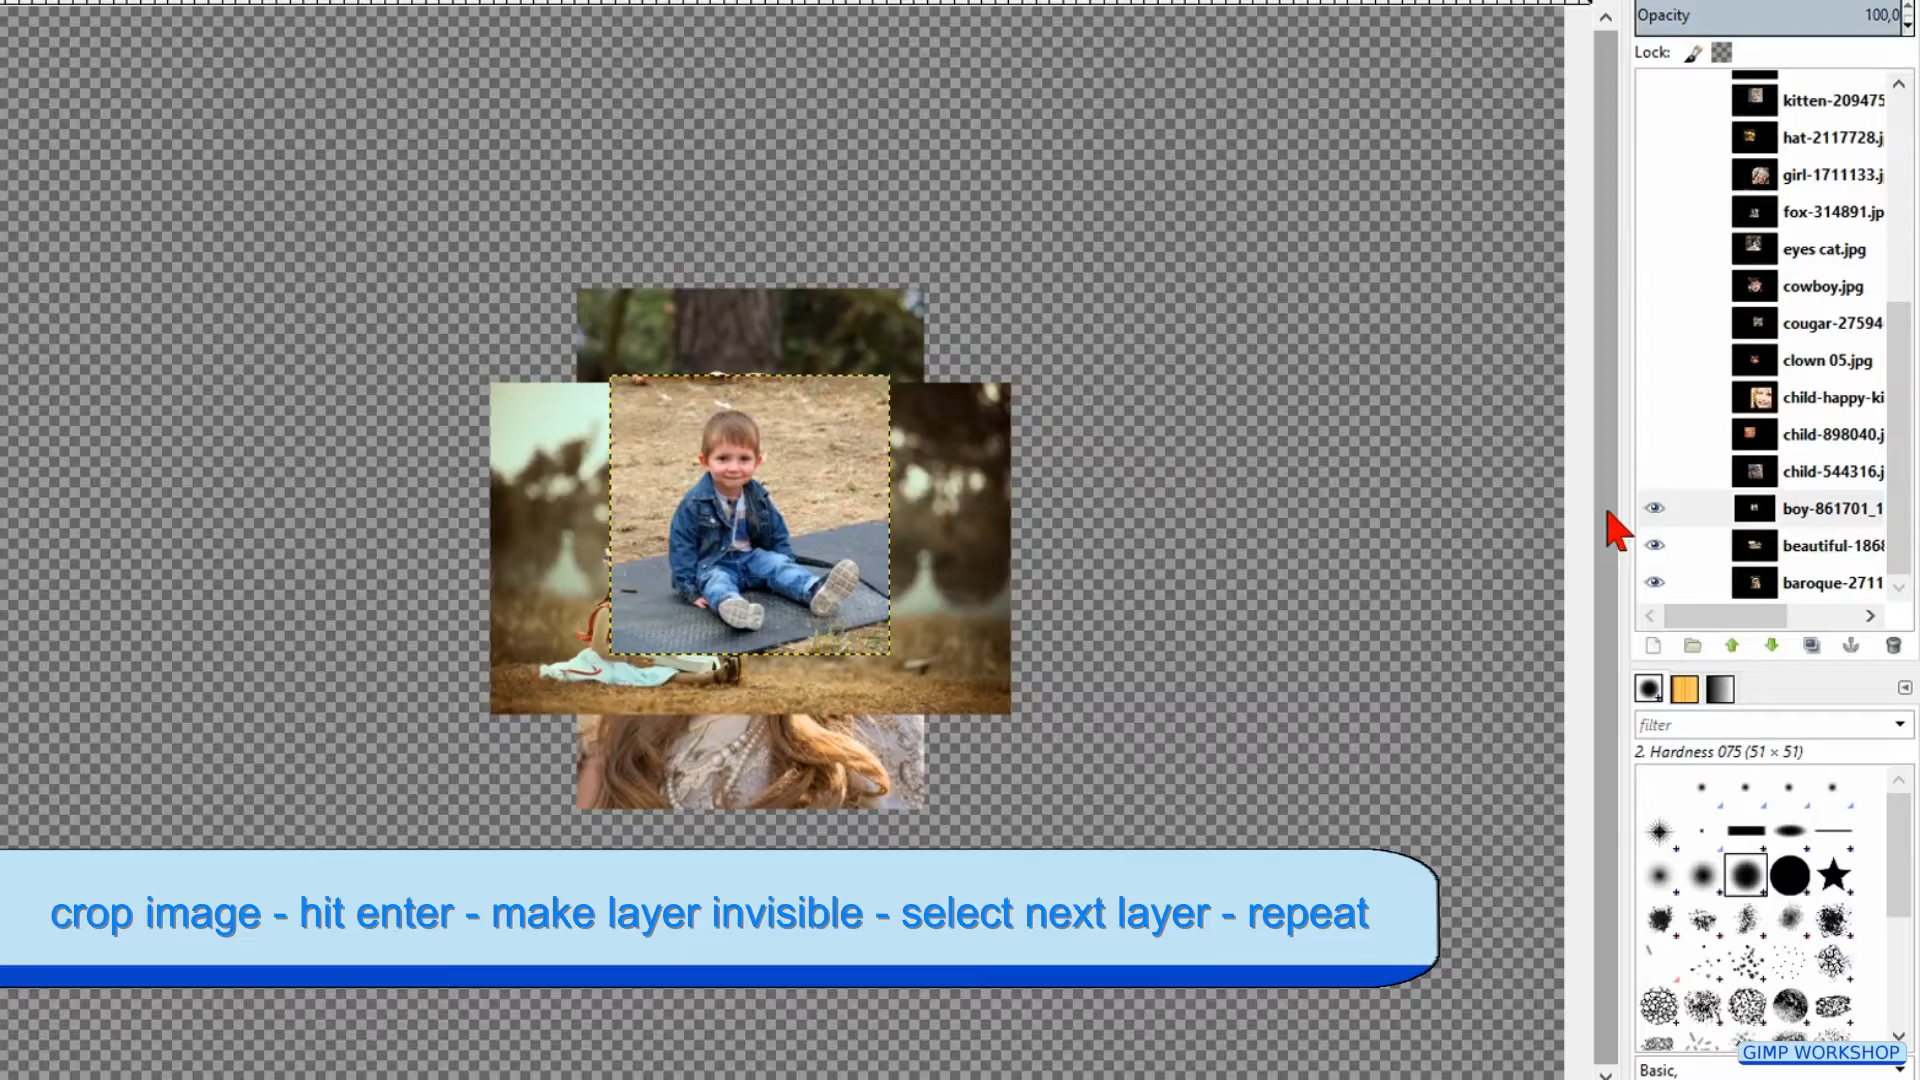 Opacity 100,0
Lock:
kitten-209475
hat-2117728.j
girl-1711133.j
fox-314891.jp
eyes cat.jpg
cowboy.jpg
cougar-27594
clown 05.jpg
child-happy-ki
child-898040.j
child-544316.j
boy-861701_1
beautiful-1868
baroque-2711
filter
2. Hardness 075 (51 × 51)
crop image - hit enter - make layer invisible - select next layer - repeat
GIMP WORKSHOP
Basic,